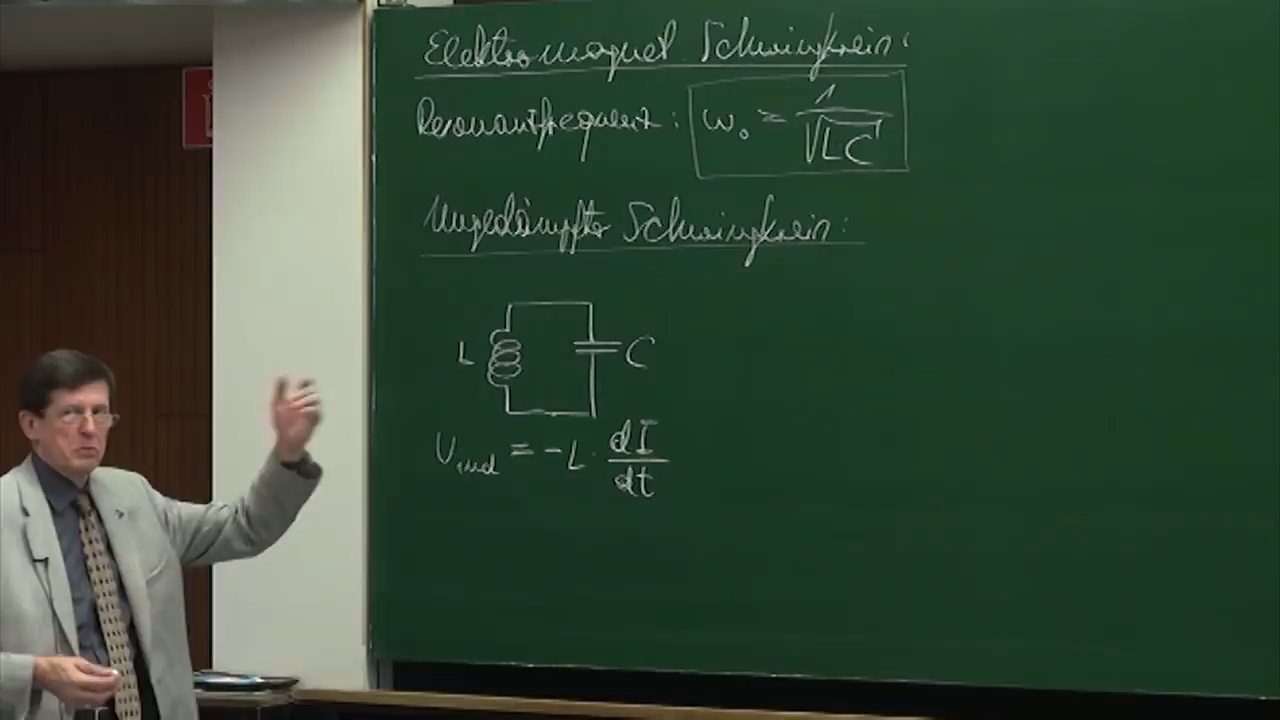 Elektromagnet. Schwingkreis:
Resonanzfrequenz: ω₀ = 1/√(LC)
Ungedämpfter Schwingkreis:
L C
U_ind = -L · dI/dt